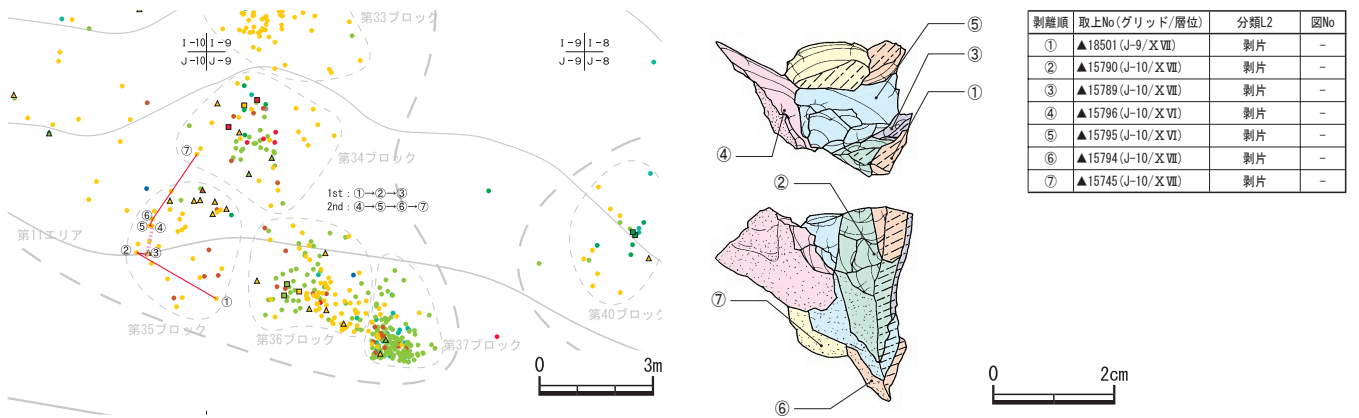 第33ブロック
I-10 I-9
J-10 J-9
I-9 I-8
J-9 J-8
⑦
第34ブロック
1st:①→②→③
2nd:④→⑤→⑥→⑦
⑥
⑤ ④
第11エリア
② ③
①
第35ブロック
第36ブロック
第37ブロック
第40ブロック
0 3m
⑤
③
①
④
②
⑦
⑥
0 2cm
剥離順 取上No(グリッド/層位) 分類L2 図No
① ▲18501(J-9/ⅩⅦ) 剥片 −
② ▲15790(J-10/ⅩⅦ) 剥片 −
③ ▲15789(J-10/ⅩⅦ) 剥片 −
④ ▲15796(J-10/ⅩⅥ) 剥片 −
⑤ ▲15795(J-10/ⅩⅥ) 剥片 −
⑥ ▲15794(J-10/ⅩⅦ) 剥片 −
⑦ ▲15745(J-10/ⅩⅦ) 剥片 −